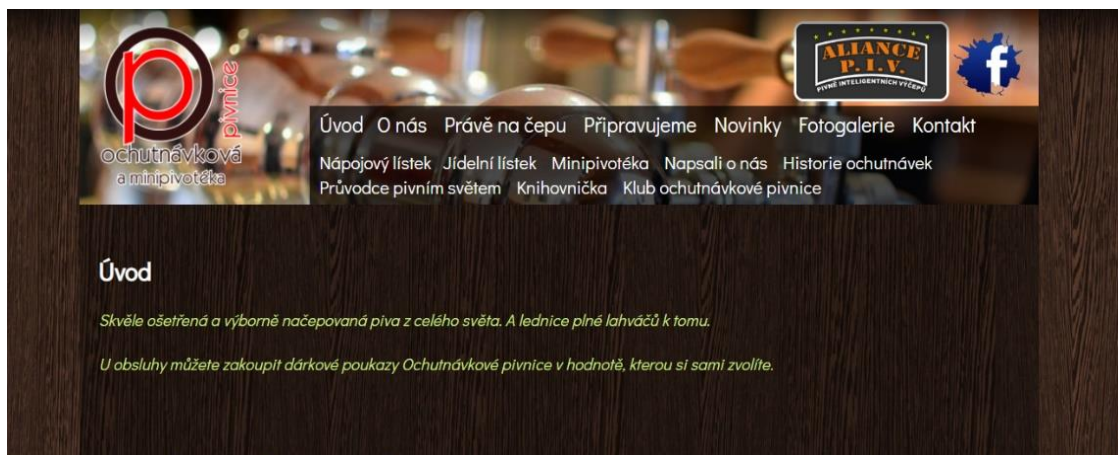 pivnice
ochutnávková
a minipivotéka
ALIANCE
P. I. V.
PIVNĚ INTELIGENTNÍCH VÝČEPŮ
f
Úvod O nás Právě na čepu Připravujeme Novinky Fotogalerie Kontakt
Nápojový lístek Jídelní lístek Minipivotéka Napsali o nás Historie ochutnávek
Průvodce pivním světem Knihovnička Klub ochutnávkové pivnice
Úvod
Skvěle ošetřená a výborně načepovaná piva z celého světa. A lednice plné lahváčů k tomu.
U obsluhy můžete zakoupit dárkové poukazy Ochutnávkové pivnice v hodnotě, kterou si sami zvolíte.